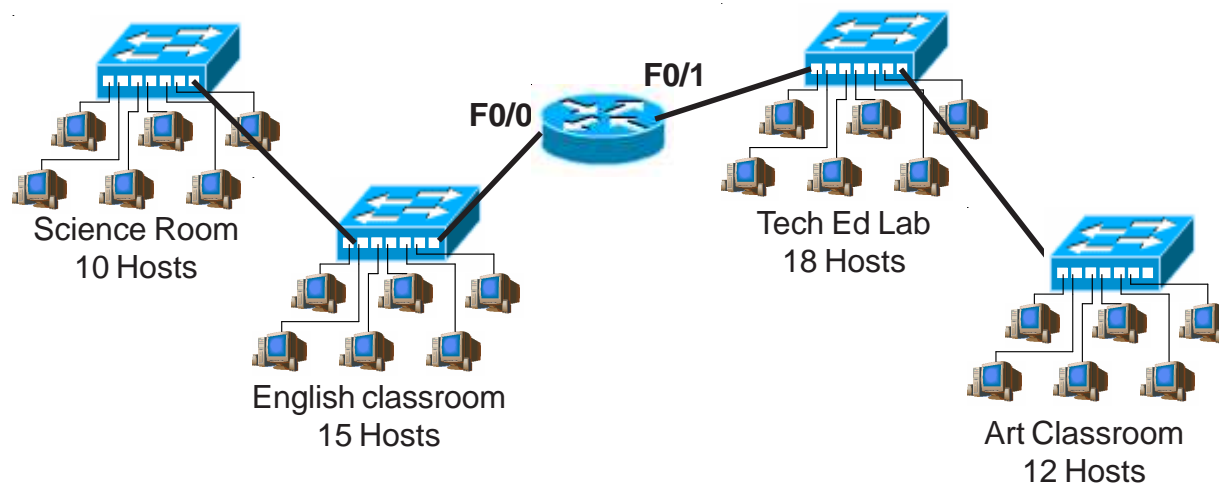 F0/1
F0/0
Science Room
10 Hosts
Tech Ed Lab
18 Hosts
English classroom
15 Hosts
Art Classroom
12 Hosts